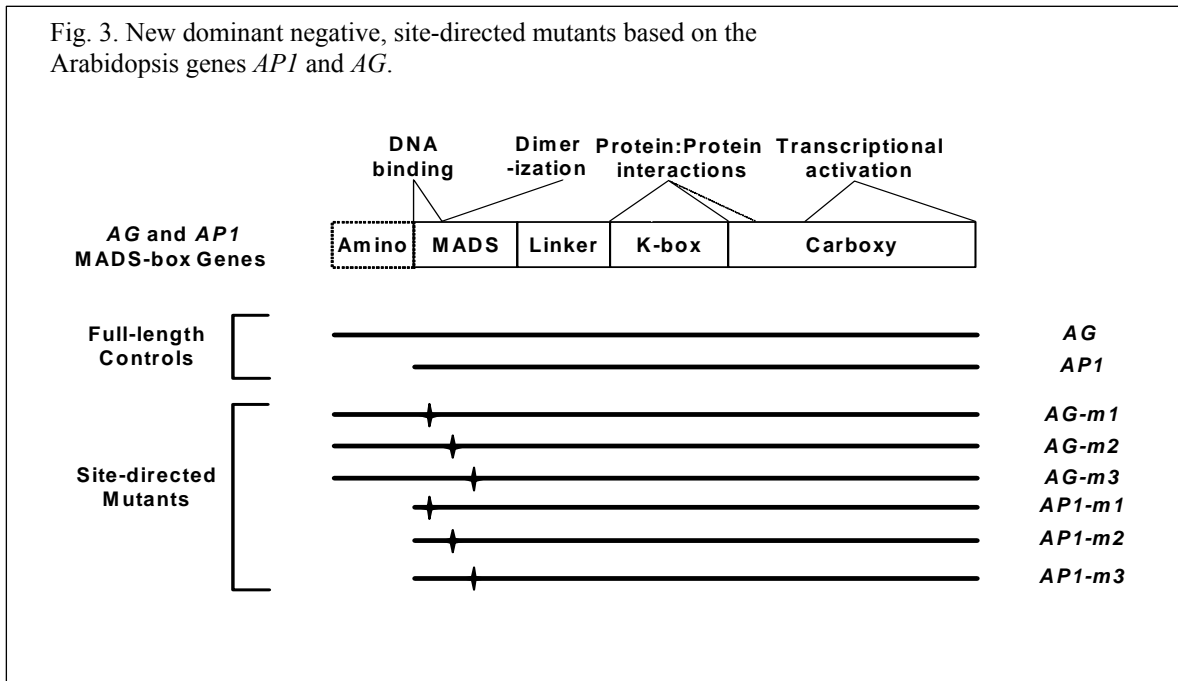 Fig. 3. New dominant negative, site-directed mutants based on the
Arabidopsis genes AP1 and AG.
DNA
binding
Dimer
-ization
Protein:Protein
interactions
Transcriptional
activation
AG and AP1
MADS-box Genes
Amino
MADS
Linker
K-box
Carboxy
Full-length
Controls
AG
AP1
Site-directed
Mutants
AG-m1
AG-m2
AG-m3
AP1-m1
AP1-m2
AP1-m3